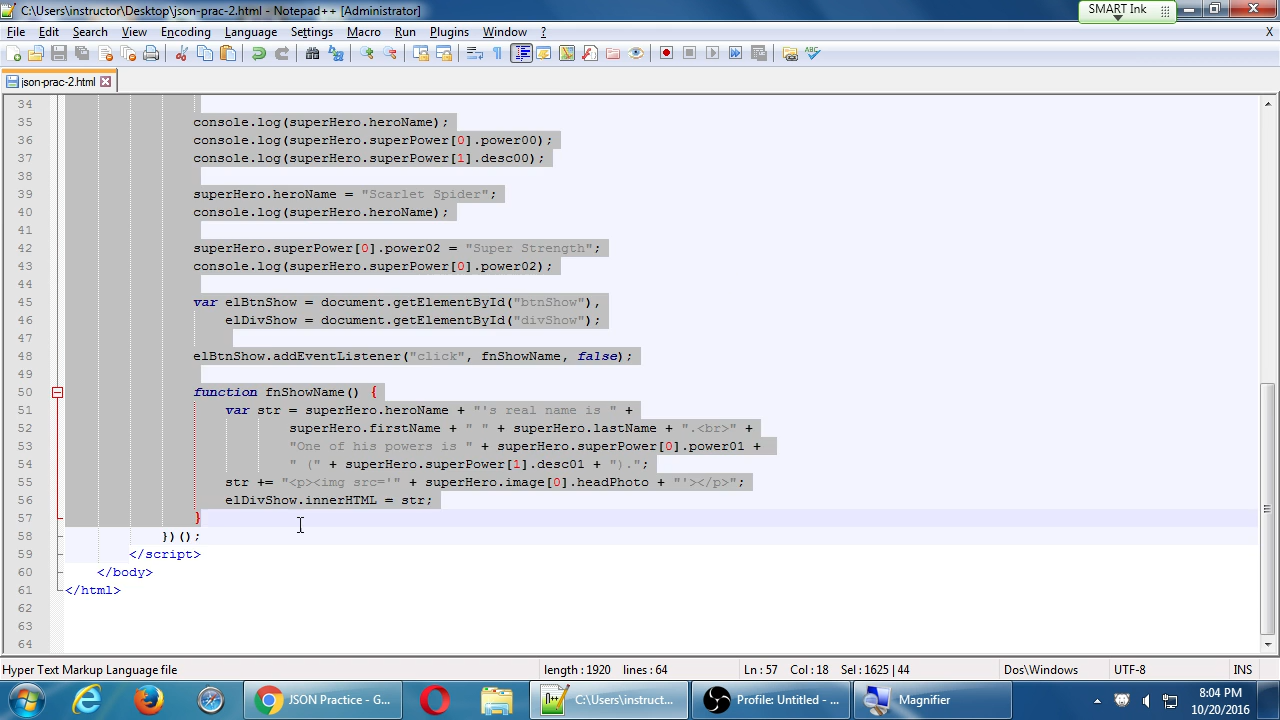 C:\Users\instructor\Desktop\json-prac-2.html - Notepad++ [Administrator]
SMART Ink
File Edit Search View Encoding Language Settings Macro Run Plugins Window ? X
json-prac-2.html
34
35 console.log(superHero.heroName);
36 console.log(superHero.superPower[0].power00);
37 console.log(superHero.superPower[1].desc00);
38
39 superHero.heroName = "Scarlet Spider";
40 console.log(superHero.heroName);
41
42 superHero.superPower[0].power02 = "Super Strength";
43 console.log(superHero.superPower[0].power02);
44
45 var elBtnShow = document.getElementById("btnShow"),
46 elDivShow = document.getElementById("divShow");
47
48 elBtnShow.addEventListener("click", fnShowName, false);
49
50 function fnShowName() {
51 var str = superHero.heroName + "'s real name is " +
52 superHero.firstName + " " + superHero.lastName + ".<br>" +
53 "One of his powers is " + superHero.superPower[0].power01 +
54 " (" + superHero.superPower[1].desc01 + ").";
55 str += "<p><img src='" + superHero.image[0].headPhoto + "'></p>";
56 elDivShow.innerHTML = str;
57 }
58 })();
59 </script>
60 </body>
61 </html>
62
63
64
Hyper Text Markup Language file length : 1920 lines : 64 Ln : 57 Col : 18 Sel : 1625 | 44 Dos\Windows UTF-8 INS
JSON Practice - G... C:\Users\instruct... Profile: Untitled - ... Magnifier 8:04 PM
10/20/2016